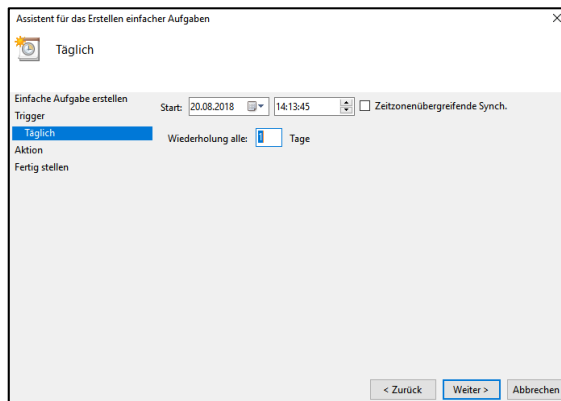 Assistent für das Erstellen einfacher Aufgaben
Täglich
Einfache Aufgabe erstellen
Trigger
Täglich
Aktion
Fertig stellen
Start: 20.08.2018 14:13:45 Zeitzonenübergreifende Synch.
Wiederholung alle: 1 Tage
< Zurück Weiter > Abbrechen